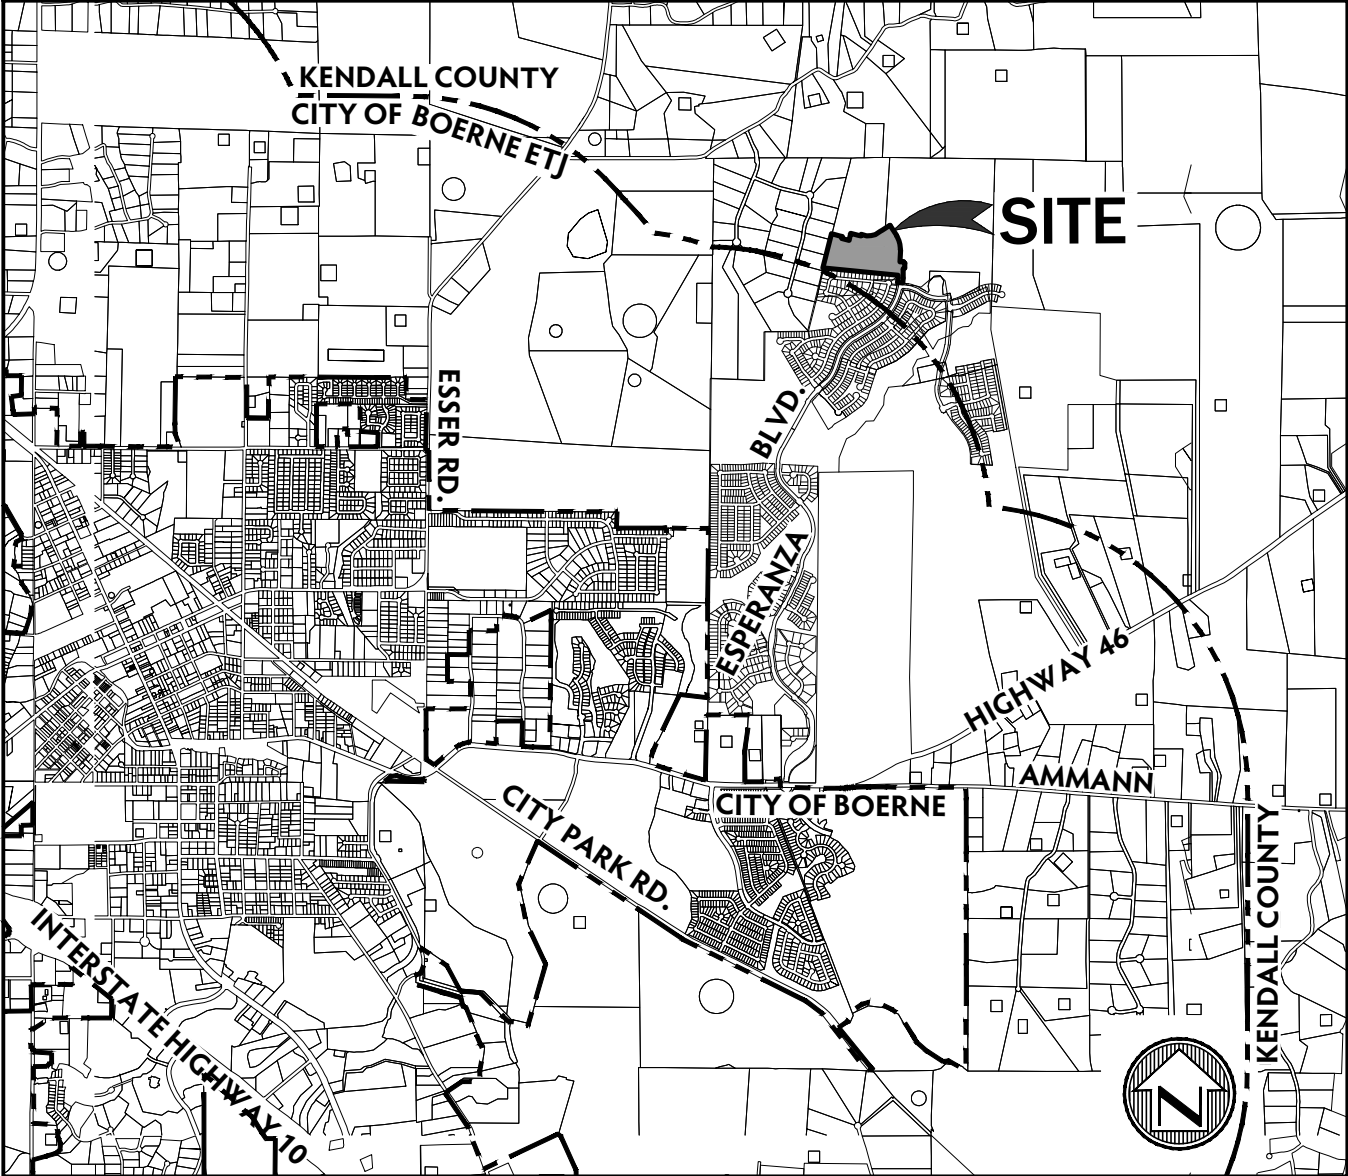 KENDALL COUNTY
CITY OF BOERNE ETJ
SITE
ESSER RD.
BLVD.
ESPERANZA
HIGHWAY 46
AMMANN
CITY OF BOERNE
CITY PARK RD.
KENDALL COUNTY
INTERSTATE HIGHWAY 10
N